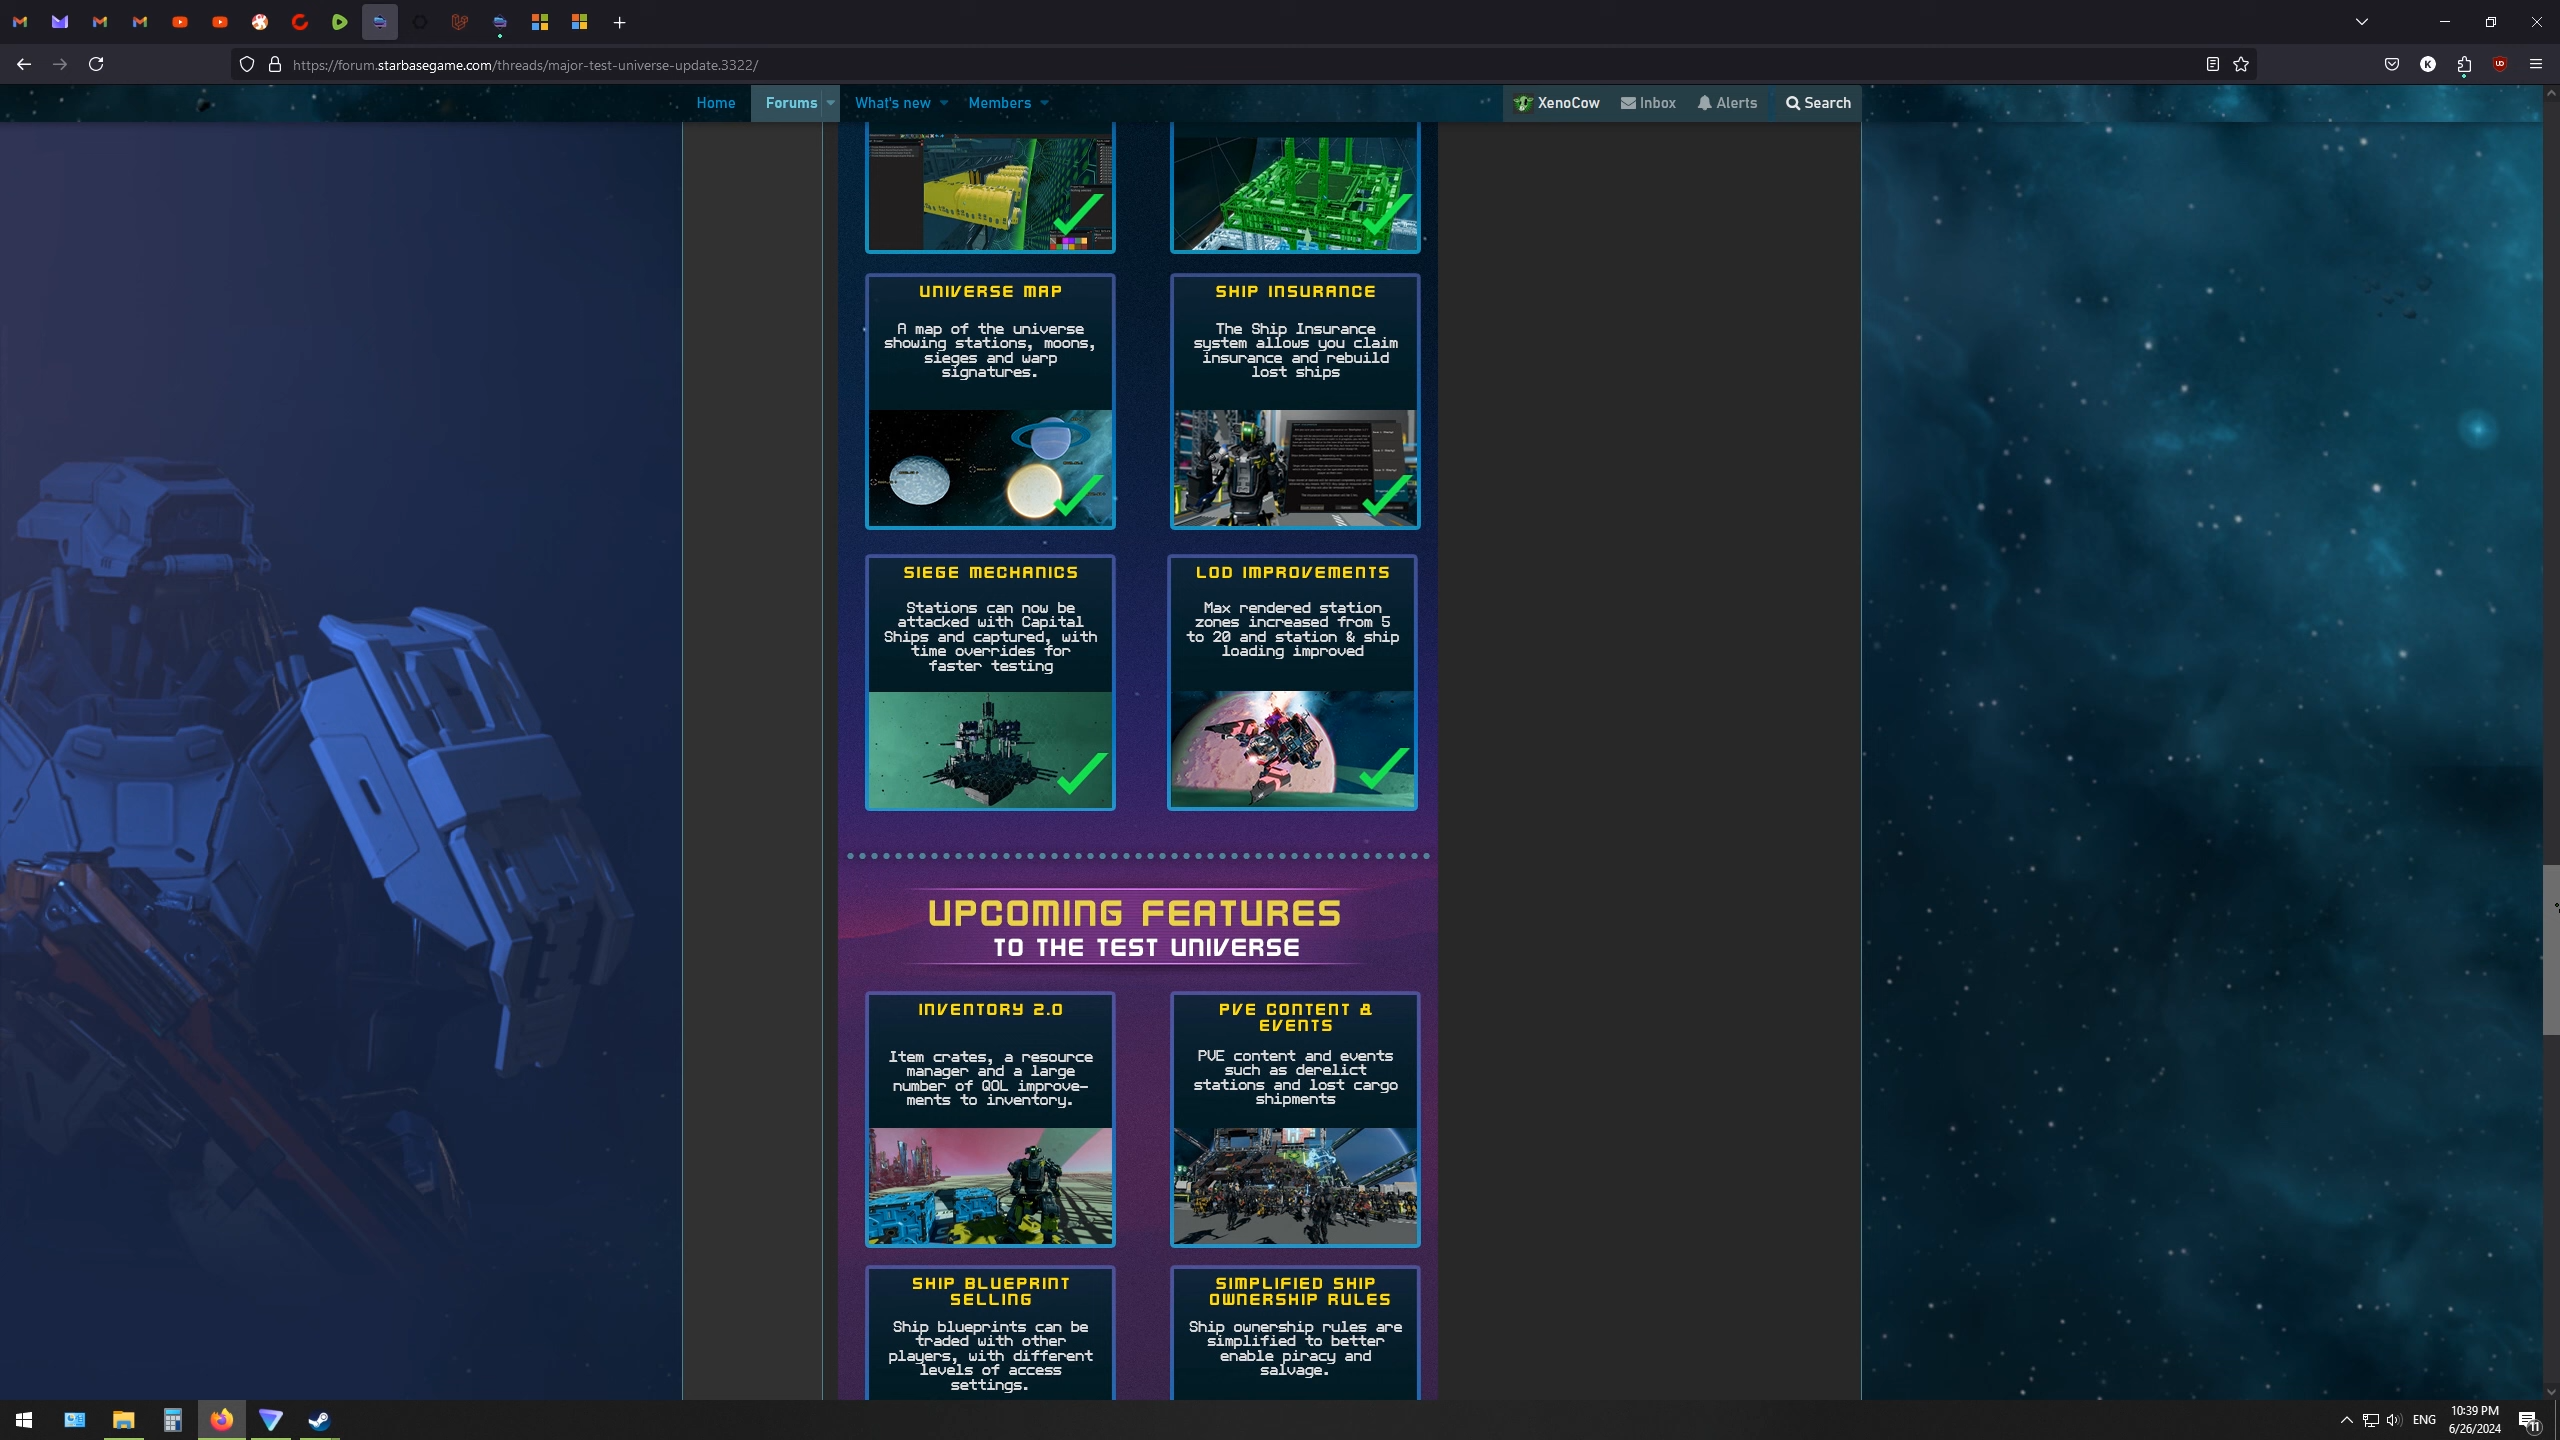 https://forum.starbasegame.com/threads/major-test-universe-update.3322/
Home
Forums
What's new
Members
XenoCow
Inbox
Alerts
Search
UNIVERSE MAP
A map of the universe
showing stations, moons,
sieges and warp
signatures.
SHIP INSURANCE
The Ship Insurance
system allows you claim
insurance and rebuild
lost ships
SIEGE MECHANICS
Stations can now be
attacked with Capital
Ships and captured, with
time overrides for
faster testing
LOD IMPROVEMENTS
Max rendered station
zones increased from 5
to 20 and station & ship
loading improved
UPCOMING FEATURES
TO THE TEST UNIVERSE
INVENTORY 2.0
Item crates, a resource
manager and a large
number of QOL improve-
ments to inventory.
PVE CONTENT &
EVENTS
PVE content and events
such as derelict
stations and lost cargo
shipments
SHIP BLUEPRINT
SELLING
Ship blueprints can be
traded with other
players, with different
levels of access
settings.
SIMPLIFIED SHIP
OWNERSHIP RULES
Ship ownership rules are
simplified to better
enable piracy and
salvage.
ENG
10:39 PM
6/26/2024
11